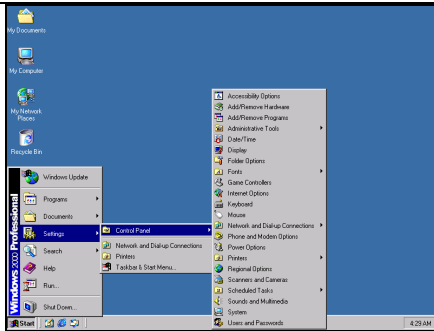 My Documents
My Computer
My Network
Places
Recycle Bin
Windows 2000 Professional
Windows Update
Programs
Documents
Settings
Search
Help
Run...
Shut Down...
Control Panel
Network and Dial-up Connections
Printers
Taskbar & Start Menu...
Accessibility Options
Add/Remove Hardware
Add/Remove Programs
Administrative Tools
Date/Time
Display
Folder Options
Fonts
Game Controllers
Internet Options
Keyboard
Mouse
Network and Dial-up Connections
Phone and Modem Options
Power Options
Printers
Regional Options
Scanners and Cameras
Scheduled Tasks
Sounds and Multimedia
System
Users and Passwords
Start
4:29 AM